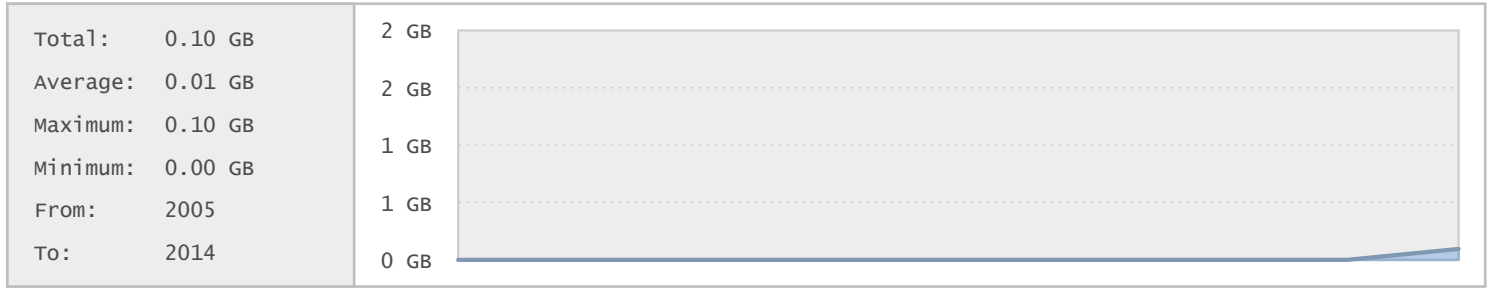 Total: 0.10 GB
Average: 0.01 GB
Maximum: 0.10 GB
Minimum: 0.00 GB
From: 2005
To: 2014
2 GB
2 GB
1 GB
1 GB
0 GB